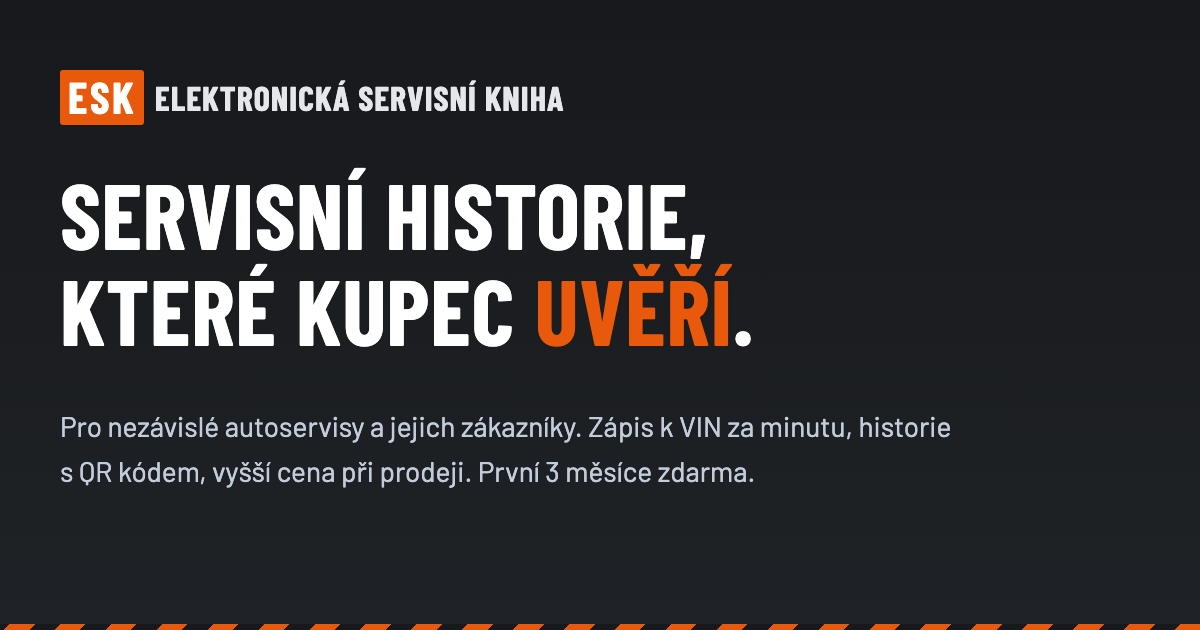 ESK ELEKTRONICKÁ SERVISNÍ KNIHA
SERVISNÍ HISTORIE,
KTERÉ KUPEC UVĚŘÍ.
Pro nezávislé autoservisy a jejich zákazníky. Zápis k VIN za minutu, historie
s QR kódem, vyšší cena při prodeji. První 3 měsíce zdarma.